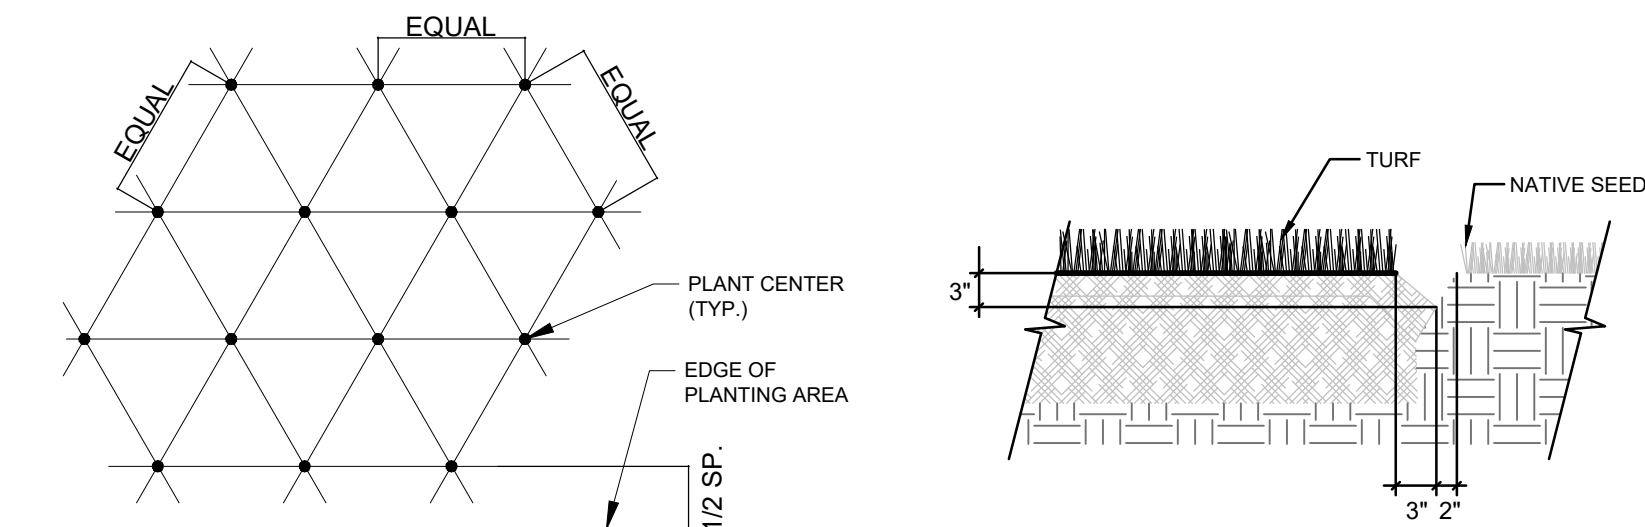 EQUAL
EQUAL
EQUAL
PLANT CENTER
(TYP.)
EDGE OF
PLANTING AREA
1/2 SP.
TURF
NATIVE SEED
3"
3"
2"